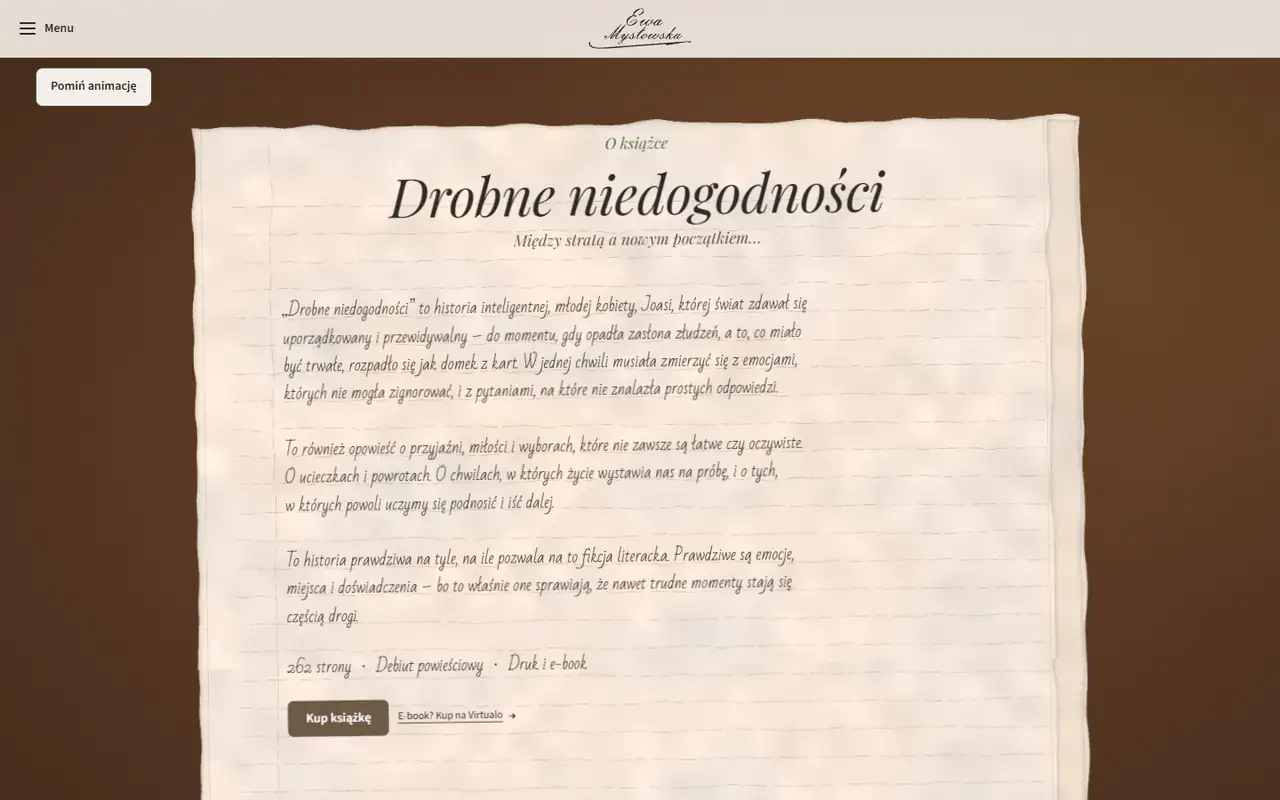 Menu
Ewa
Mysłowska
Pomiń animację
O książce
Drobne niedogodności
Między stratą a nowym początkiem...
„Drobne niedogodności” to historia inteligentnej, młodej kobiety, Joasi, której świat zdawał się
uporządkowany i przewidywalny – do momentu, gdy opadła zasłona złudzeń, a to, co miało
być trwałe, rozpadło się jak domek z kart. W jednej chwili musiała zmierzyć się z emocjami,
których nie mogła zignorować, i z pytaniami, na które nie znalazła prostych odpowiedzi.
To również opowieść o przyjaźni, miłości i wyborach, które nie zawsze są łatwe czy oczywiste.
O ucieczkach i powrotach. O chwilach, w których życie wystawia nas na próbę, i o tych,
w których powoli uczymy się podnosić i iść dalej.
To historia prawdziwa na tyle, na ile pozwala na to fikcja literacka. Prawdziwe są emocje,
miejsca i doświadczenia – bo to właśnie one sprawiają, że nawet trudne momenty stają się
częścią drogi.
262 strony · Debiut powieściowy · Druk i e-book
Kup książkę
E-book? Kup na Virtualo →